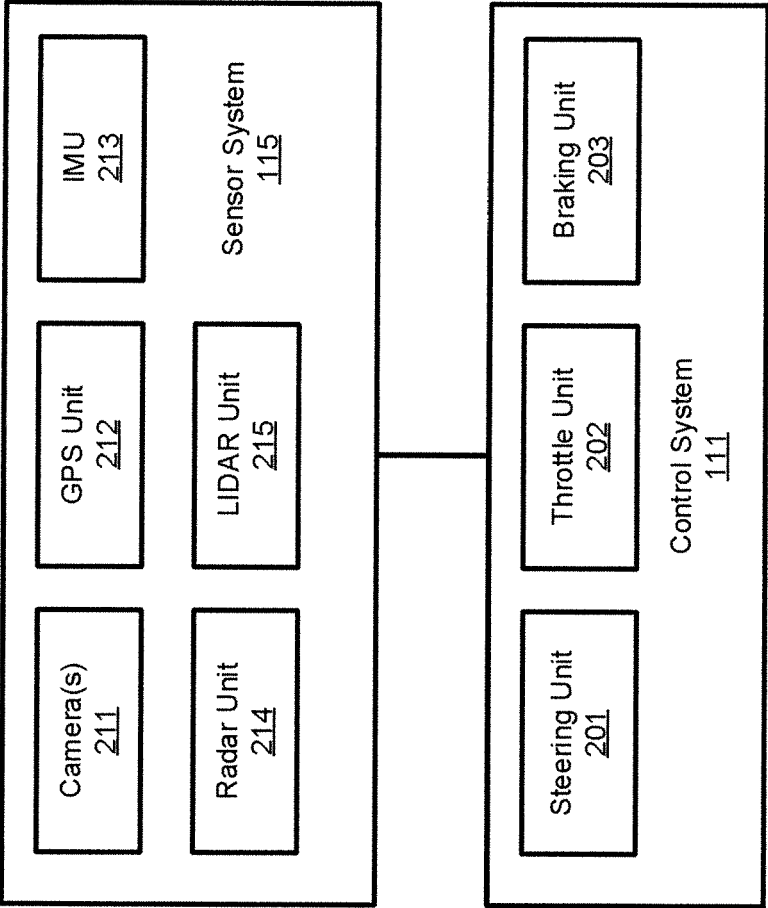 Camera(s)
211
GPS Unit
212
IMU
213
Radar Unit
214
LIDAR Unit
215
Sensor System
115
Steering Unit
201
Throttle Unit
202
Braking Unit
203
Control System
111